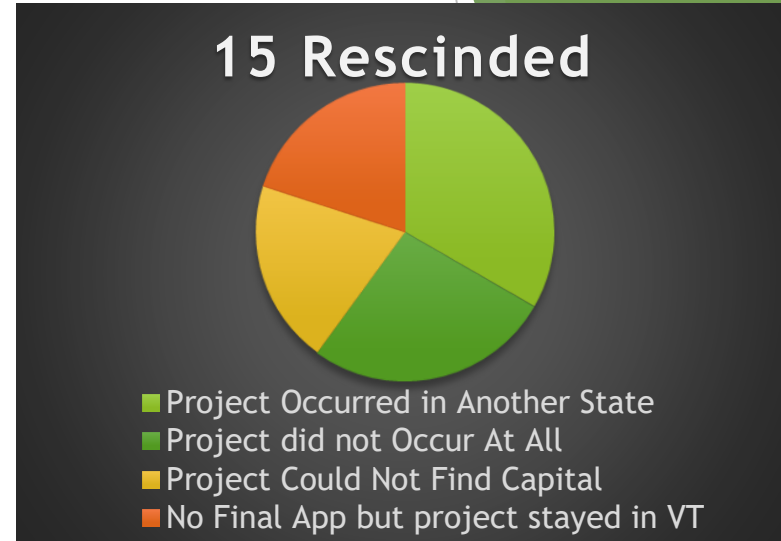 15 Rescinded
Project Occurred in Another State
Project did not Occur At All
Project Could Not Find Capital
No Final App but project stayed in VT